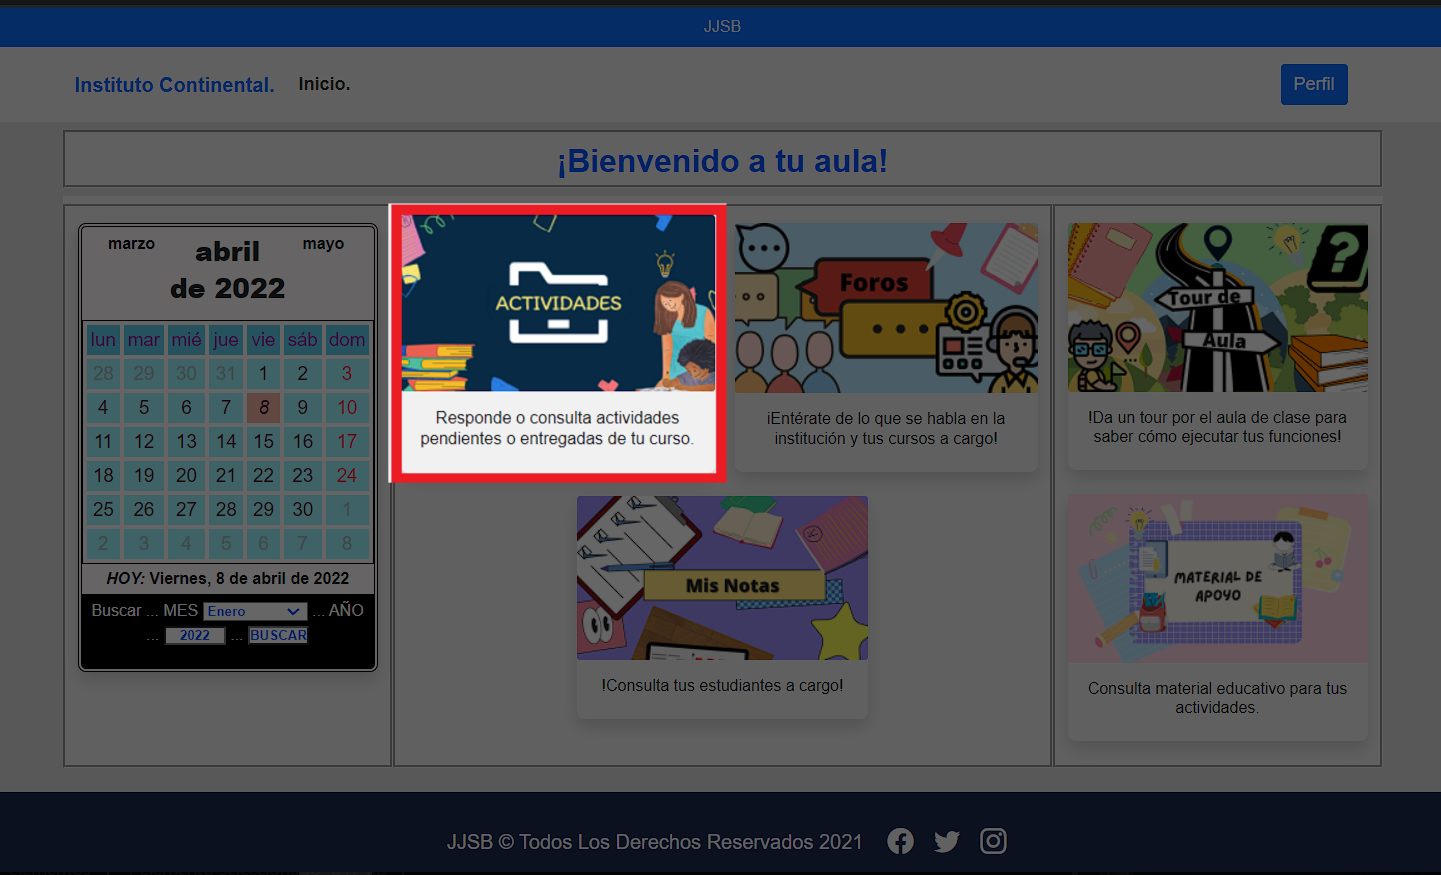 JJSB
Instituto Continental.
Inicio.
Perfil
¡Bienvenido a tu aula!
marzo
abril
de 2022
mayo
lun mar mié jue vie sáb dom
28 29 30 31 1 2 3
4 5 6 7 8 9 10
11 12 13 14 15 16 17
18 19 20 21 22 23 24
25 26 27 28 29 30 1
2 3 4 5 6 7 8
HOY: Viernes, 8 de abril de 2022
Buscar ... MES Enero ... AÑO
... 2022 ... BUSCAR
ACTIVIDADES
Responde o consulta actividades
pendientes o entregadas de tu curso.
Foros
¡Entérate de lo que se habla en la
institución y tus cursos a cargo!
Mis Notas
!Consulta tus estudiantes a cargo!
Tour de
Aula
!Da un tour por el aula de clase para
saber cómo ejecutar tus funciones!
MATERIAL DE
APOYO
Consulta material educativo para tus
actividades.
JJSB © Todos Los Derechos Reservados 2021